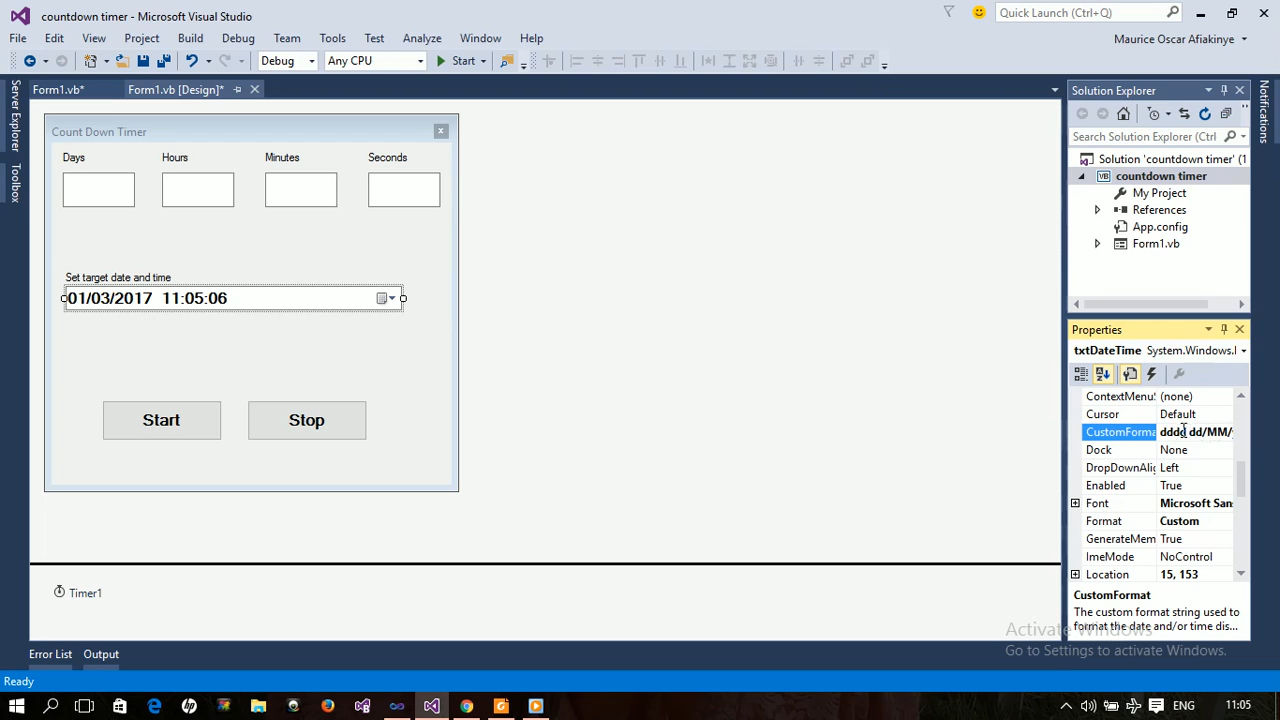 countdown timer - Microsoft Visual Studio
Quick Launch (Ctrl+Q)
File Edit View Project Build Debug Team Tools Test Analyze Window Help
Maurice Oscar Afiakinye
Debug Any CPU Start
Server Explorer
Toolbox
Form1.vb* Form1.vb [Design]*
Count Down Timer
Days Hours Minutes Seconds
Set target date and time
01/03/2017 11:05:06
Start Stop
Timer1
Solution Explorer
Search Solution Explorer (Ctrl
Solution 'countdown timer' (1
VB countdown timer
My Project
References
App.config
Form1.vb
Notifications
Properties
txtDateTime System.Windows.
ContextMenu (none)
Cursor Default
CustomForma dddd dd/MM/
Dock None
DropDownAlig Left
Enabled True
Font Microsoft San
Format Custom
GenerateMem True
ImeMode NoControl
Location 15, 153
CustomFormat
The custom format string used to
format the date and/or time dis...
Activate Windows
Go to Settings to activate Windows.
Error List Output
Ready
ENG 11:05